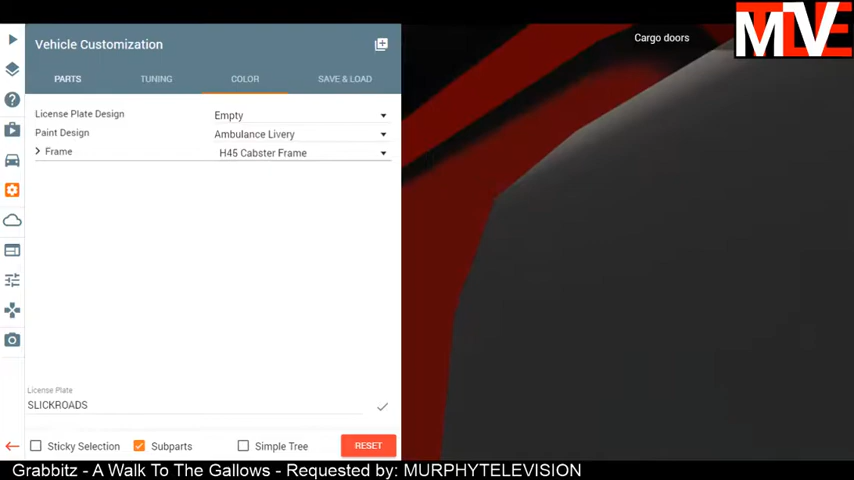 Vehicle Customization
PARTS TUNING COLOR SAVE & LOAD
License Plate Design Empty
Paint Design Ambulance Livery
Frame H45 Cabster Frame
License Plate
SLICKROADS
Sticky Selection Subparts Simple Tree RESET
Cargo doors
TLE
MV
Grabbitz - A Walk To The Gallows - Requested by: MURPHYTELEVISION